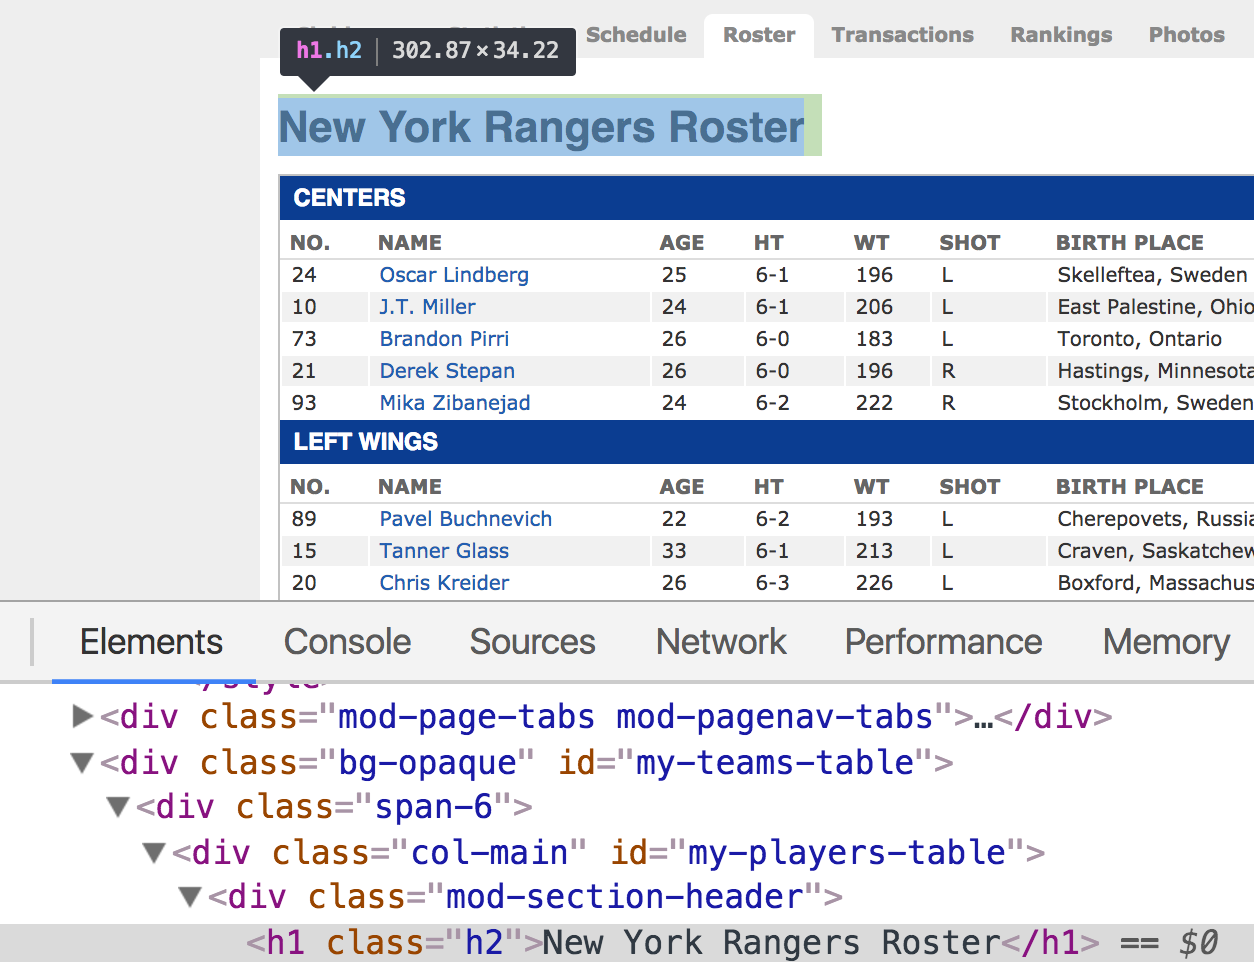 Schedule Roster Transactions Rankings Photos
h1.h2 302.87×34.22
New York Rangers Roster
CENTERS
NO. NAME AGE HT WT SHOT BIRTH PLACE
24 Oscar Lindberg 25 6-1 196 L Skelleftea, Sweden
10 J.T. Miller 24 6-1 206 L East Palestine, Ohio
73 Brandon Pirri 26 6-0 183 L Toronto, Ontario
21 Derek Stepan 26 6-0 196 R Hastings, Minnesota
93 Mika Zibanejad 24 6-2 222 R Stockholm, Sweden
LEFT WINGS
NO. NAME AGE HT WT SHOT BIRTH PLACE
89 Pavel Buchnevich 22 6-2 193 L Cherepovets, Russia
15 Tanner Glass 33 6-1 213 L Craven, Saskatchew
20 Chris Kreider 26 6-3 226 L Boxford, Massachus
Elements Console Sources Network Performance Memory
<div class="mod-page-tabs mod-pagenav-tabs">…</div>
<div class="bg-opaque" id="my-teams-table">
<div class="span-6">
<div class="col-main" id="my-players-table">
<div class="mod-section-header">
<h1 class="h2">New York Rangers Roster</h1> == $0